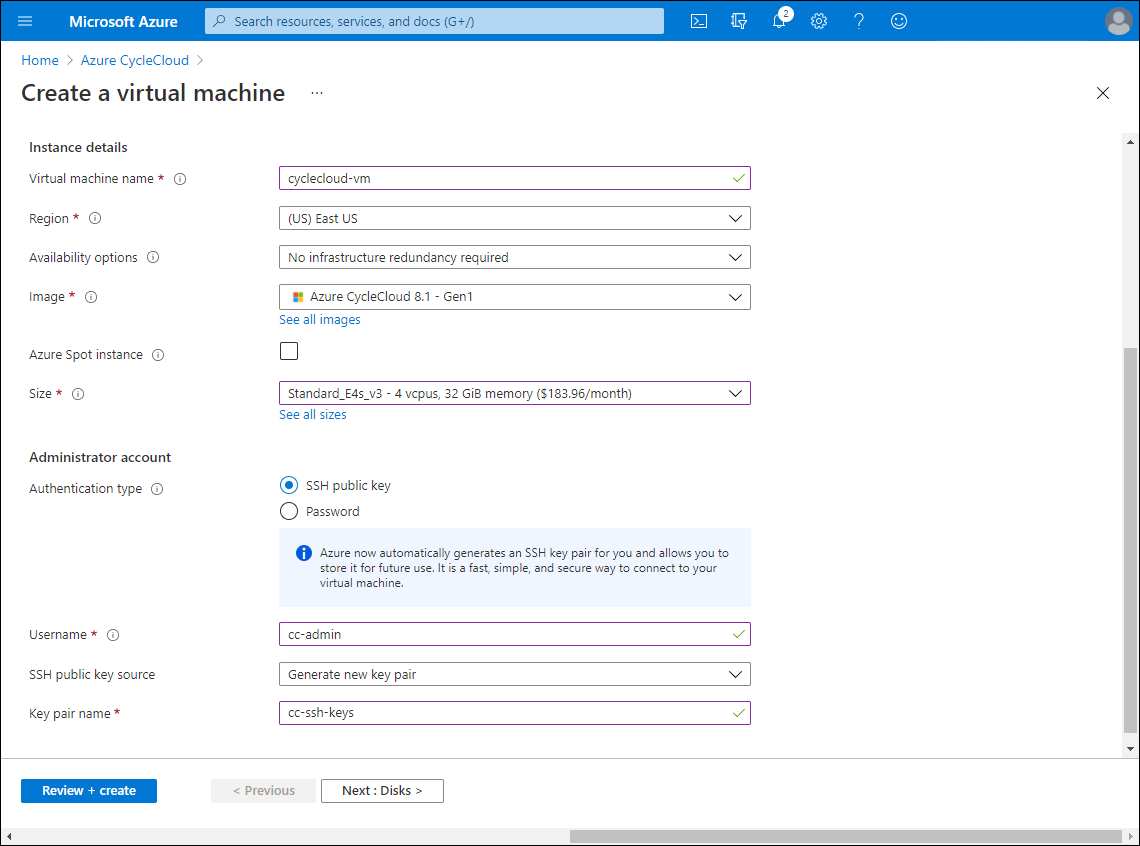 Microsoft Azure
Search resources, services, and docs (G+/)
2
Home > Azure CycleCloud >
Create a virtual machine ...
Instance details
Virtual machine name *
cyclecloud-vm
Region *
(US) East US
Availability options
No infrastructure redundancy required
Image *
Azure CycleCloud 8.1 - Gen1
See all images
Azure Spot instance
Size *
Standard_E4s_v3 - 4 vcpus, 32 GiB memory ($183.96/month)
See all sizes
Administrator account
Authentication type
SSH public key
Password
Azure now automatically generates an SSH key pair for you and allows you to
store it for future use. It is a fast, simple, and secure way to connect to your
virtual machine.
Username *
cc-admin
SSH public key source
Generate new key pair
Key pair name *
cc-ssh-keys
Review + create
< Previous
Next : Disks >